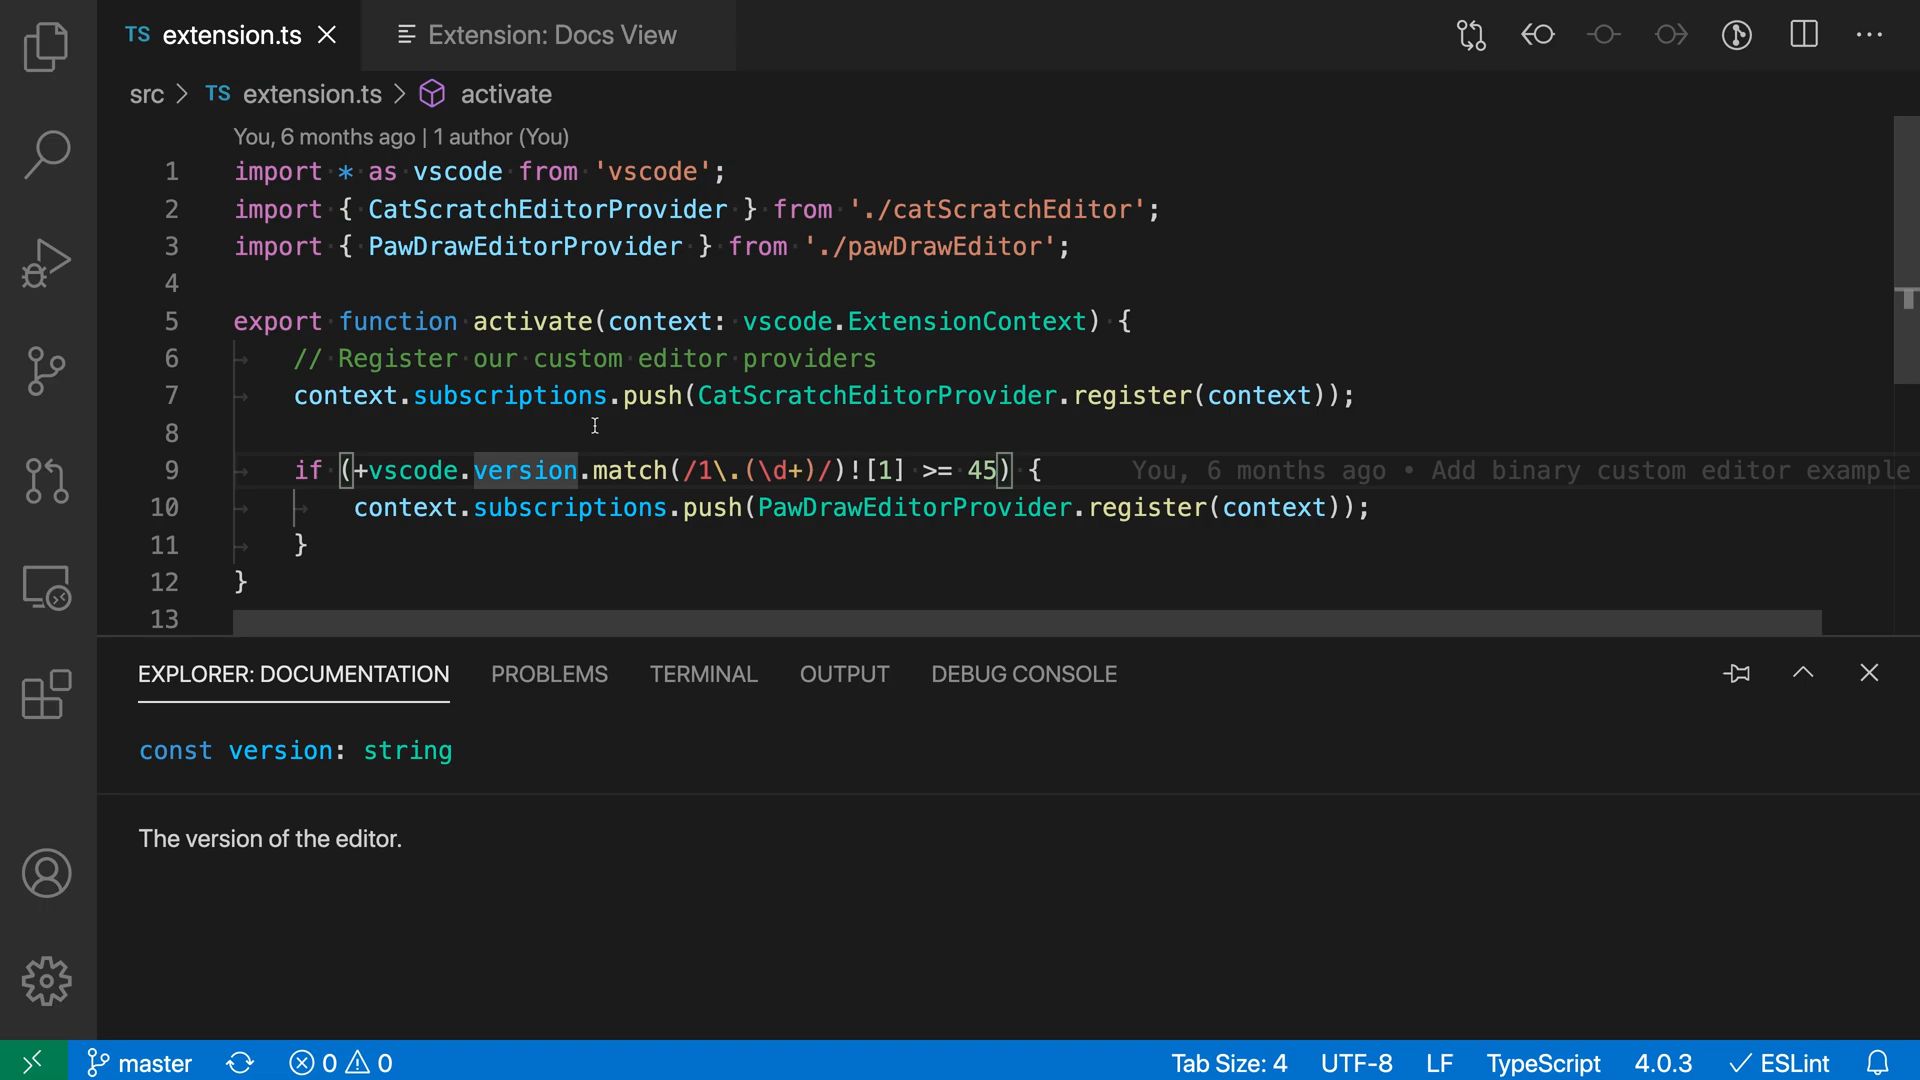 TS extension.ts
Extension: Docs View
src > TS extension.ts > activate
You, 6 months ago | 1 author (You)
1 import * as vscode from 'vscode';
2 import { CatScratchEditorProvider } from './catScratchEditor';
3 import { PawDrawEditorProvider } from './pawDrawEditor';
4
5 export function activate(context: vscode.ExtensionContext) {
6 // Register our custom editor providers
7 context.subscriptions.push(CatScratchEditorProvider.register(context));
8
9 if (+vscode.version.match(/1\.(\d+)/)![1] >= 45) { You, 6 months ago • Add binary custom editor example
10 context.subscriptions.push(PawDrawEditorProvider.register(context));
11 }
12 }
13
EXPLORER: DOCUMENTATION PROBLEMS TERMINAL OUTPUT DEBUG CONSOLE
const version: string
The version of the editor.
master 0 0 Tab Size: 4 UTF-8 LF TypeScript 4.0.3 ESLint